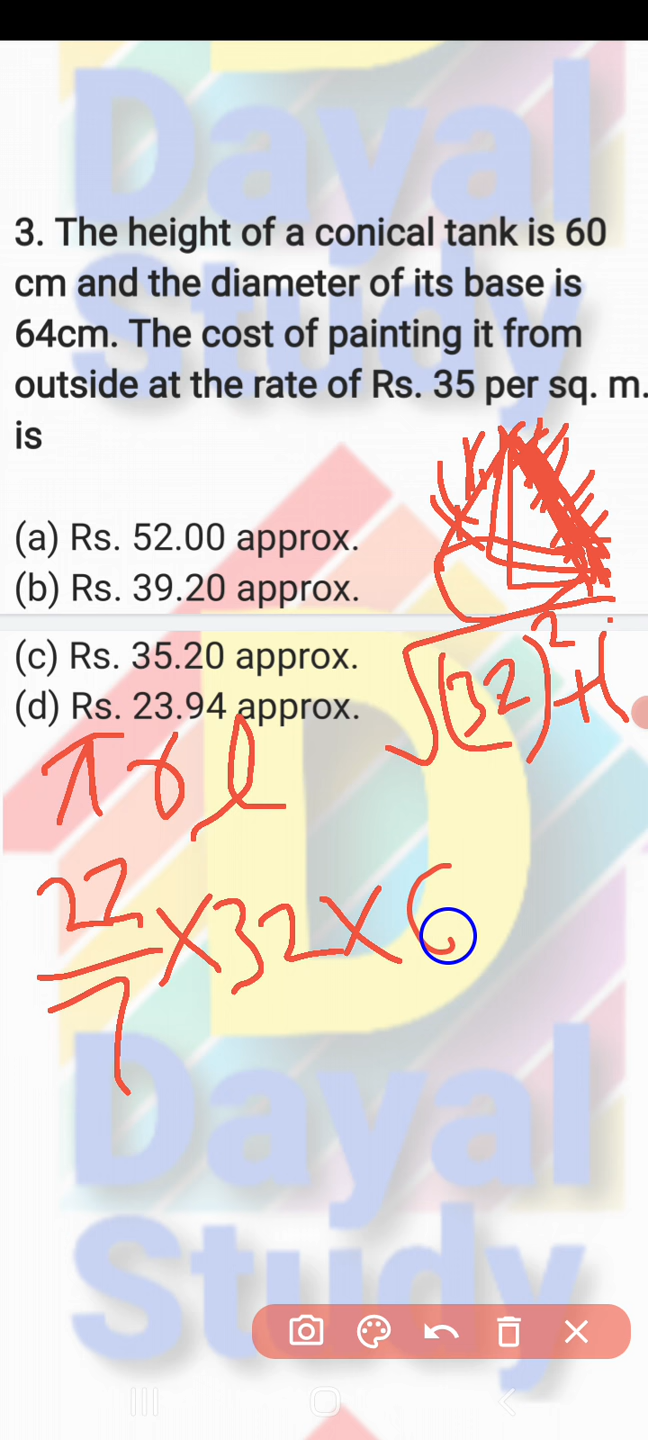 Dayal
Study
3. The height of a conical tank is 60
cm and the diameter of its base is
64cm. The cost of painting it from
outside at the rate of Rs. 35 per sq. m.
is
(a) Rs. 52.00 approx.
(b) Rs. 39.20 approx.
(c) Rs. 35.20 approx.
(d) Rs. 23.94 approx.
√(32)² +
πrl
22/7 × 32 × 6
D
Dayal
Study